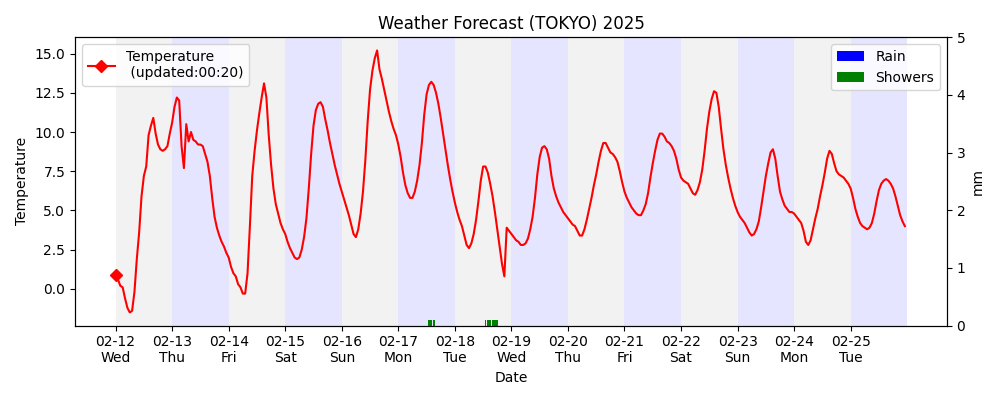 Weather Forecast (TOKYO) 2025
Temperature
(updated:00:20)
Rain
Showers
15.0
12.5
10.0
7.5
5.0
2.5
0.0
Temperature
5
4
3
2
1
0
mm
02-12 02-13 02-14 02-15 02-16 02-17 02-18 02-19 02-20 02-21 02-22 02-23 02-24 02-25
Wed Thu Fri Sat Sun Mon Tue Wed Thu Fri Sat Sun Mon Tue
Date